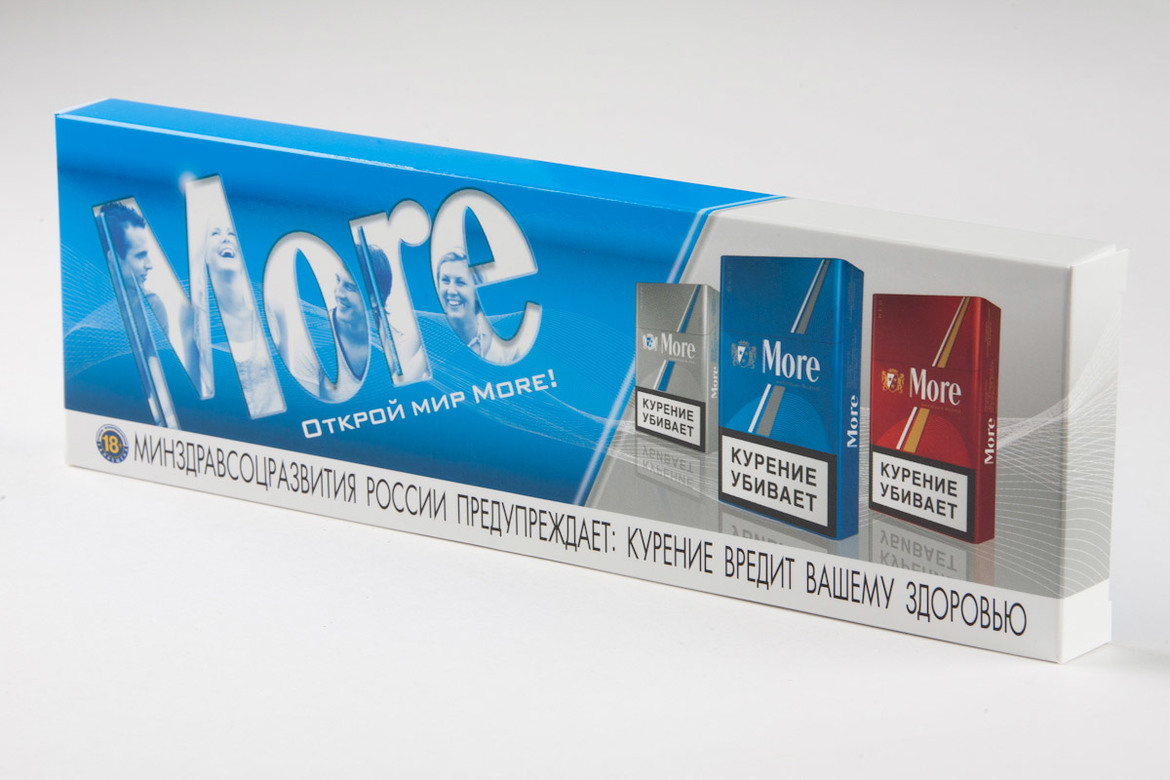 More
Открой мир More!
More
More
КУРЕНИЕ
УБИВАЕТ
More
More
КУРЕНИЕ
УБИВАЕТ
More
More
КУРЕНИЕ
УБИВАЕТ
18
МИНЗДРАВСОЦРАЗВИТИЯ РОССИИ ПРЕДУПРЕЖДАЕТ: КУРЕНИЕ ВРЕДИТ ВАШЕМУ ЗДОРОВЬЮ